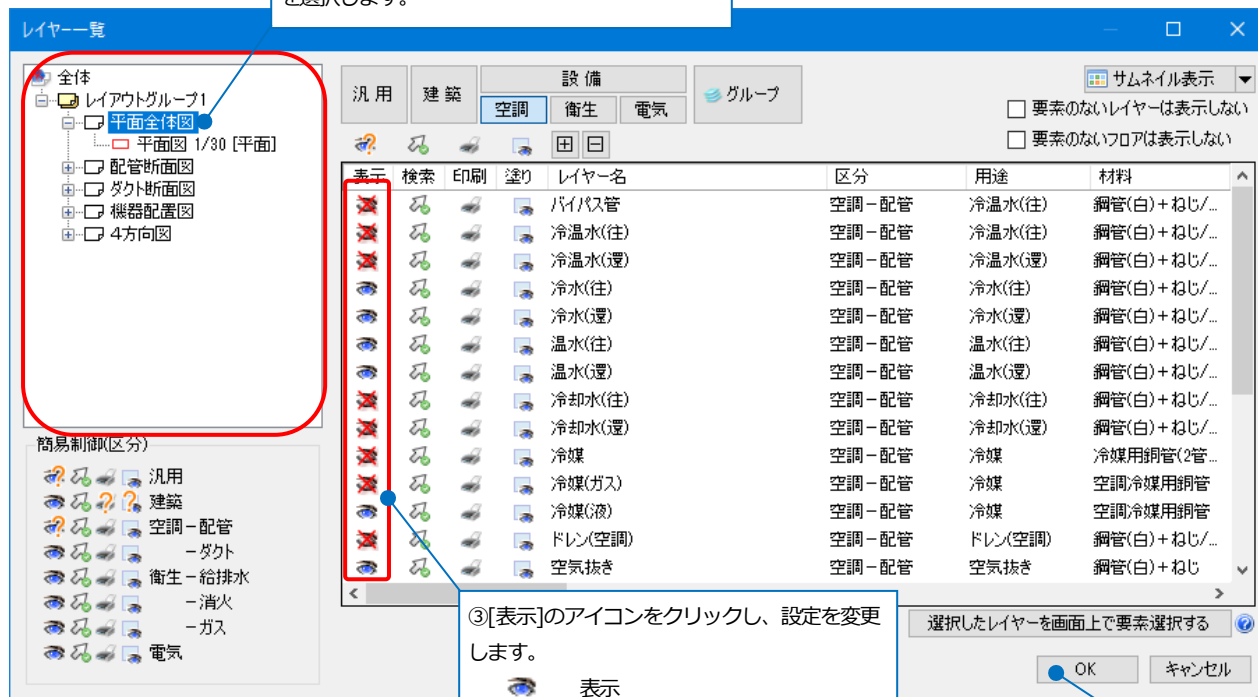 を選択します。
レイヤー一覧
全体
レイアウトグループ1
平面全体図
平面図 1/30 [平面]
配管断面図
ダクト断面図
機器配置図
4方向図
汎用 建築 設備 グループ サムネイル表示
空調 衛生 電気
要素のないレイヤーは表示しない
要素のないフロアは表示しない
表示 検索 印刷 塗り レイヤー名 区分 用途 材料
バイパス管 空調－配管 冷温水(往) 鋼管(白)+ねじ/...
冷温水(往) 空調－配管 冷温水(往) 鋼管(白)+ねじ/...
冷温水(還) 空調－配管 冷温水(還) 鋼管(白)+ねじ/...
冷水(往) 空調－配管 冷水(往) 鋼管(白)+ねじ/...
冷水(還) 空調－配管 冷水(還) 鋼管(白)+ねじ/...
温水(往) 空調－配管 温水(往) 鋼管(白)+ねじ/...
温水(還) 空調－配管 温水(還) 鋼管(白)+ねじ/...
冷却水(往) 空調－配管 冷却水(往) 鋼管(白)+ねじ/...
冷却水(還) 空調－配管 冷却水(還) 鋼管(白)+ねじ/...
冷媒 空調－配管 冷媒 冷媒用銅管(2管...
冷媒(ガス) 空調－配管 冷媒 空調冷媒用銅管
冷媒(液) 空調－配管 冷媒 空調冷媒用銅管
ドレン(空調) 空調－配管 ドレン(空調) 鋼管(白)+ねじ/...
空気抜き 空調－配管 空気抜き 鋼管(白)+ねじ
簡易制御(区分)
汎用
建築
空調－配管
－ダクト
衛生－給排水
－消火
－ガス
電気
③[表示]のアイコンをクリックし、設定を変更
します。
表示
選択したレイヤーを画面上で要素選択する
OK キャンセル